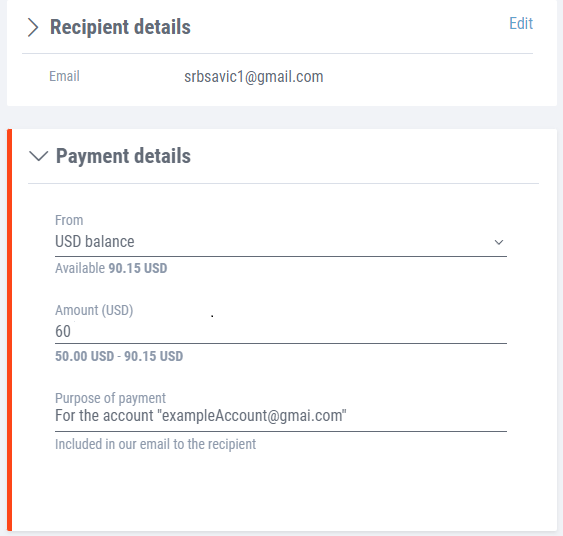 Recipient details
Edit
Email
srbsavic1@gmail.com
Payment details
From
USD balance
Available 90.15 USD
Amount (USD)
60
50.00 USD - 90.15 USD
Purpose of payment
For the account "exampleAccount@gmai.com"
Included in our email to the recipient